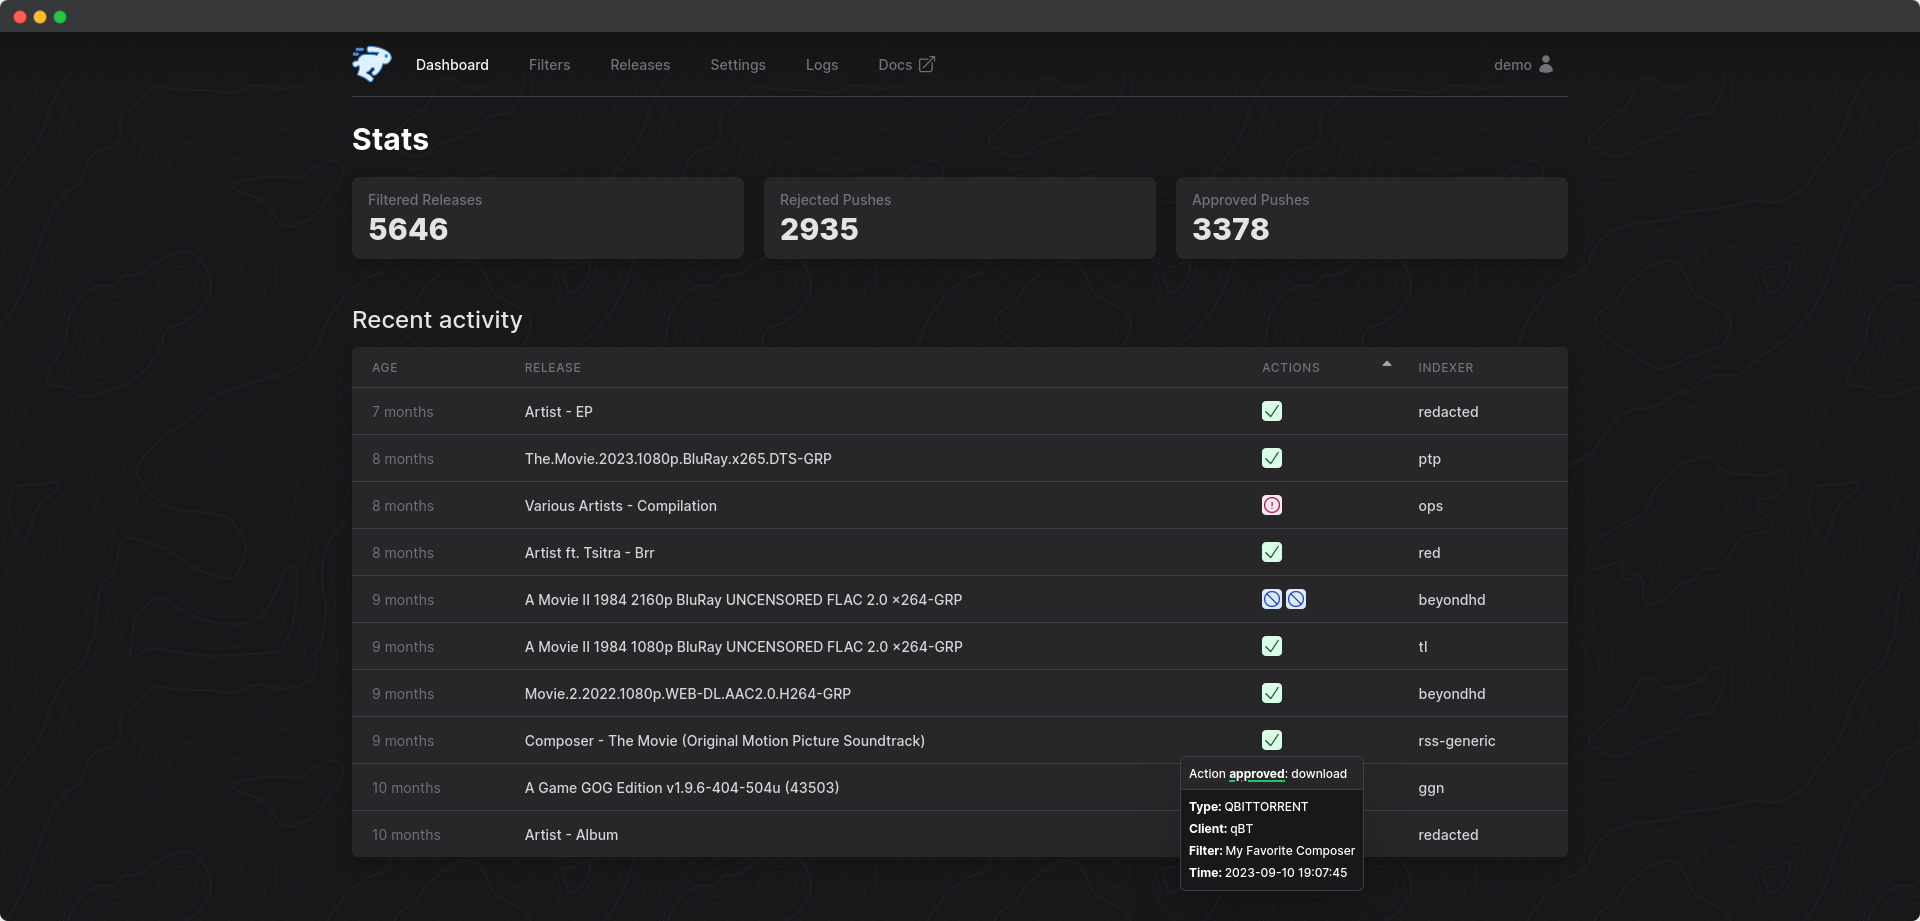 Dashboard Filters Releases Settings Logs Docs demo
Stats
Filtered Releases Rejected Pushes Approved Pushes
5646 2935 3378
Recent activity
AGE RELEASE ACTIONS INDEXER
7 months Artist - EP redacted
8 months The.Movie.2023.1080p.BluRay.x265.DTS-GRP ptp
8 months Various Artists - Compilation ops
8 months Artist ft. Tsitra - Brr red
9 months A Movie II 1984 2160p BluRay UNCENSORED FLAC 2.0 ×264-GRP beyondhd
9 months A Movie II 1984 1080p BluRay UNCENSORED FLAC 2.0 ×264-GRP tl
9 months Movie.2.2022.1080p.WEB-DL.AAC2.0.H264-GRP beyondhd
9 months Composer - The Movie (Original Motion Picture Soundtrack) rss-generic
10 months A Game GOG Edition v1.9.6-404-504u (43503) ggn
10 months Artist - Album redacted
Action approved: download
Type: QBITTORRENT
Client: qBT
Filter: My Favorite Composer
Time: 2023-09-10 19:07:45